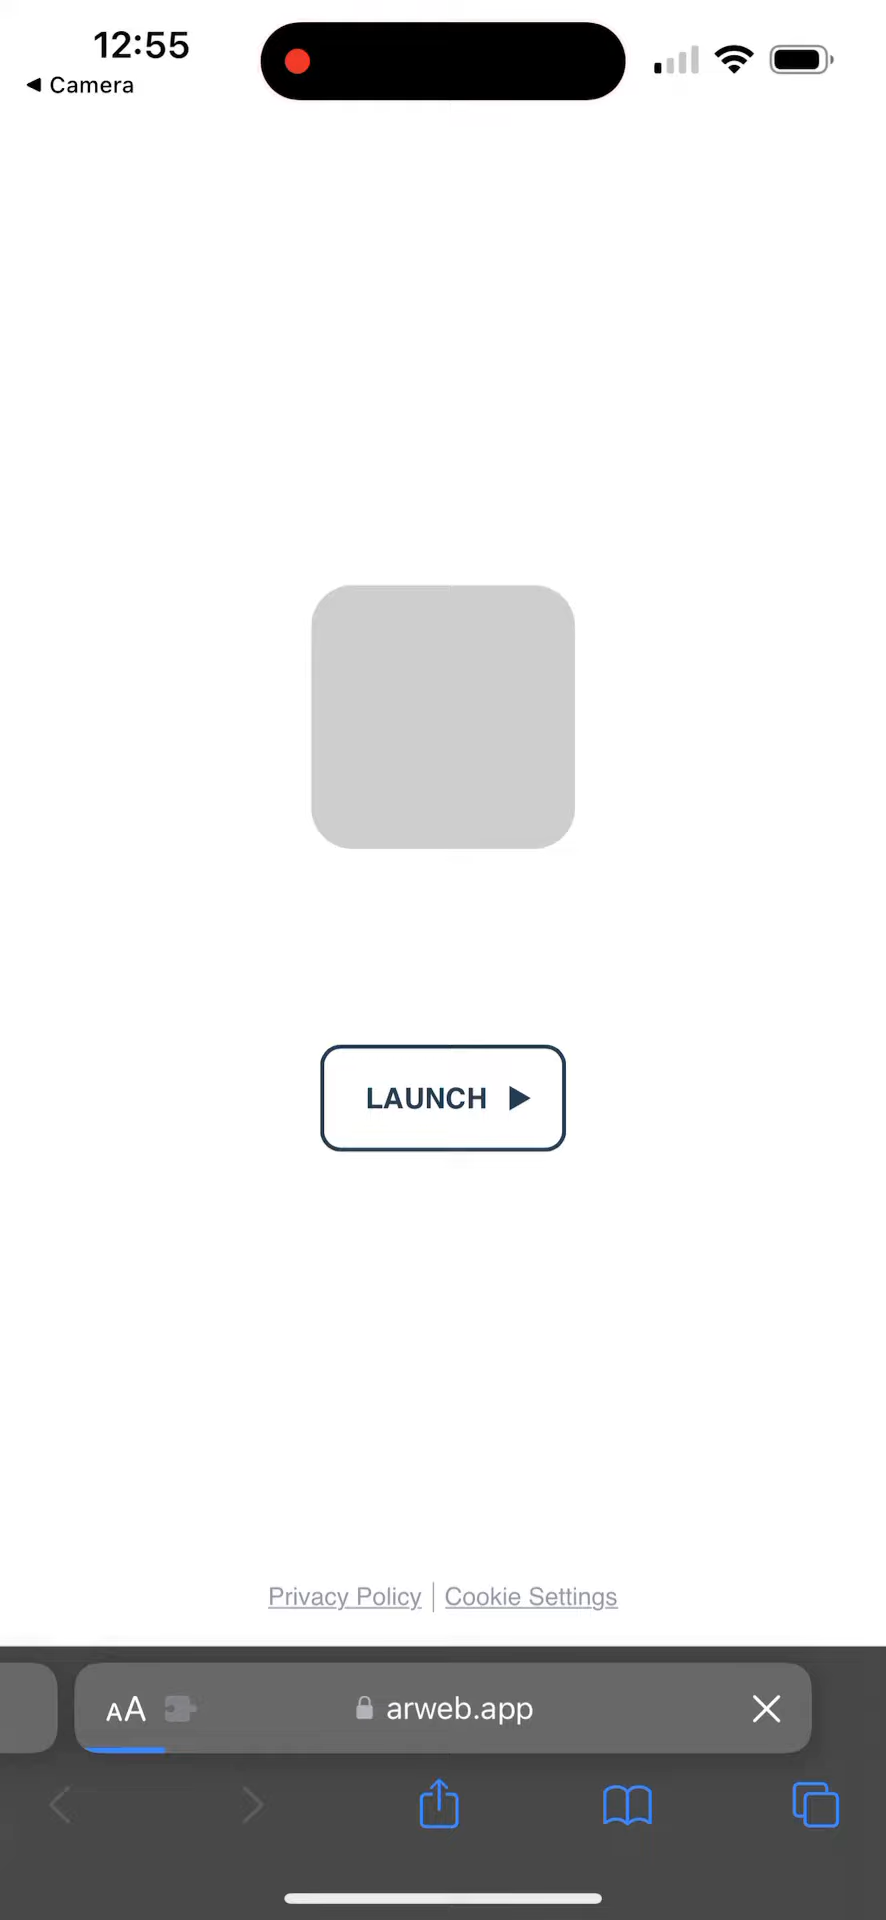 12:55
◀ Camera
LAUNCH ▶
Privacy Policy | Cookie Settings
AA arweb.app